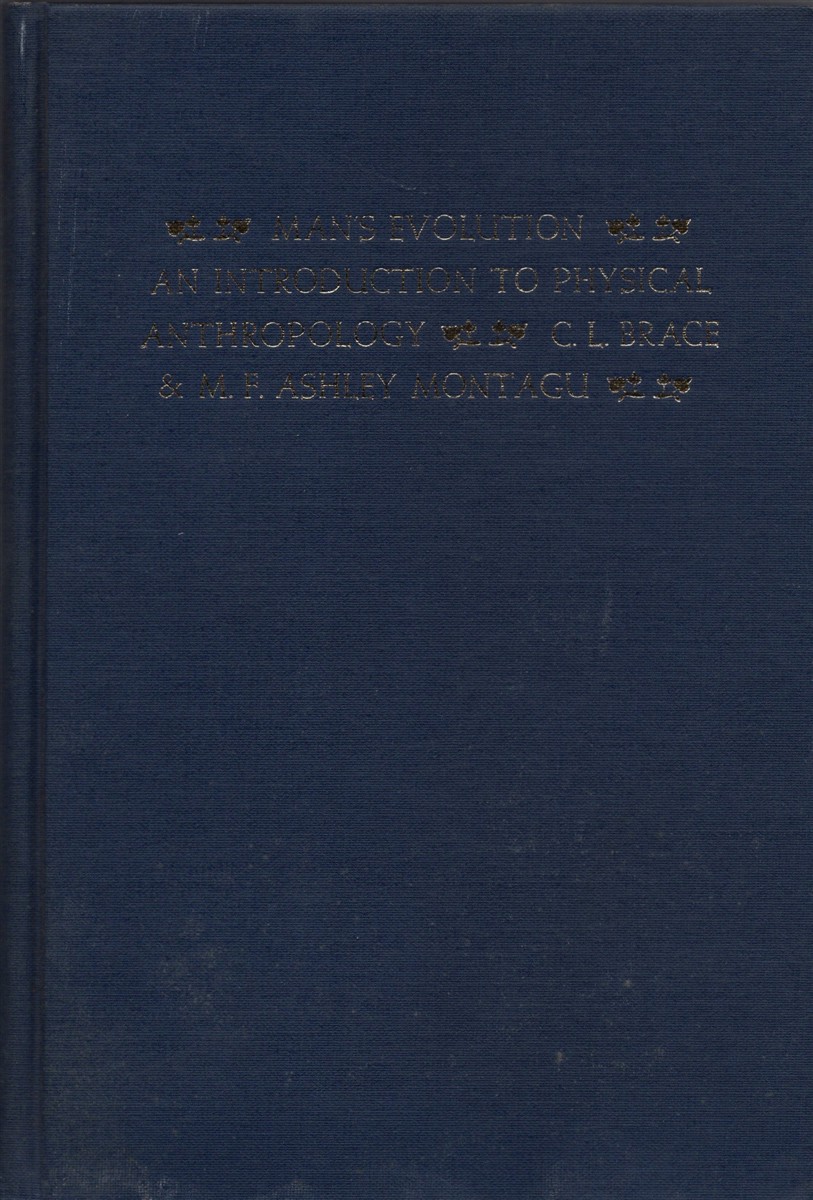 MAN'S EVOLUTION
AN INTRODUCTION TO PHYSICAL
ANTHROPOLOGY C. L. BRACE
& M. F. ASHLEY MONTAGU